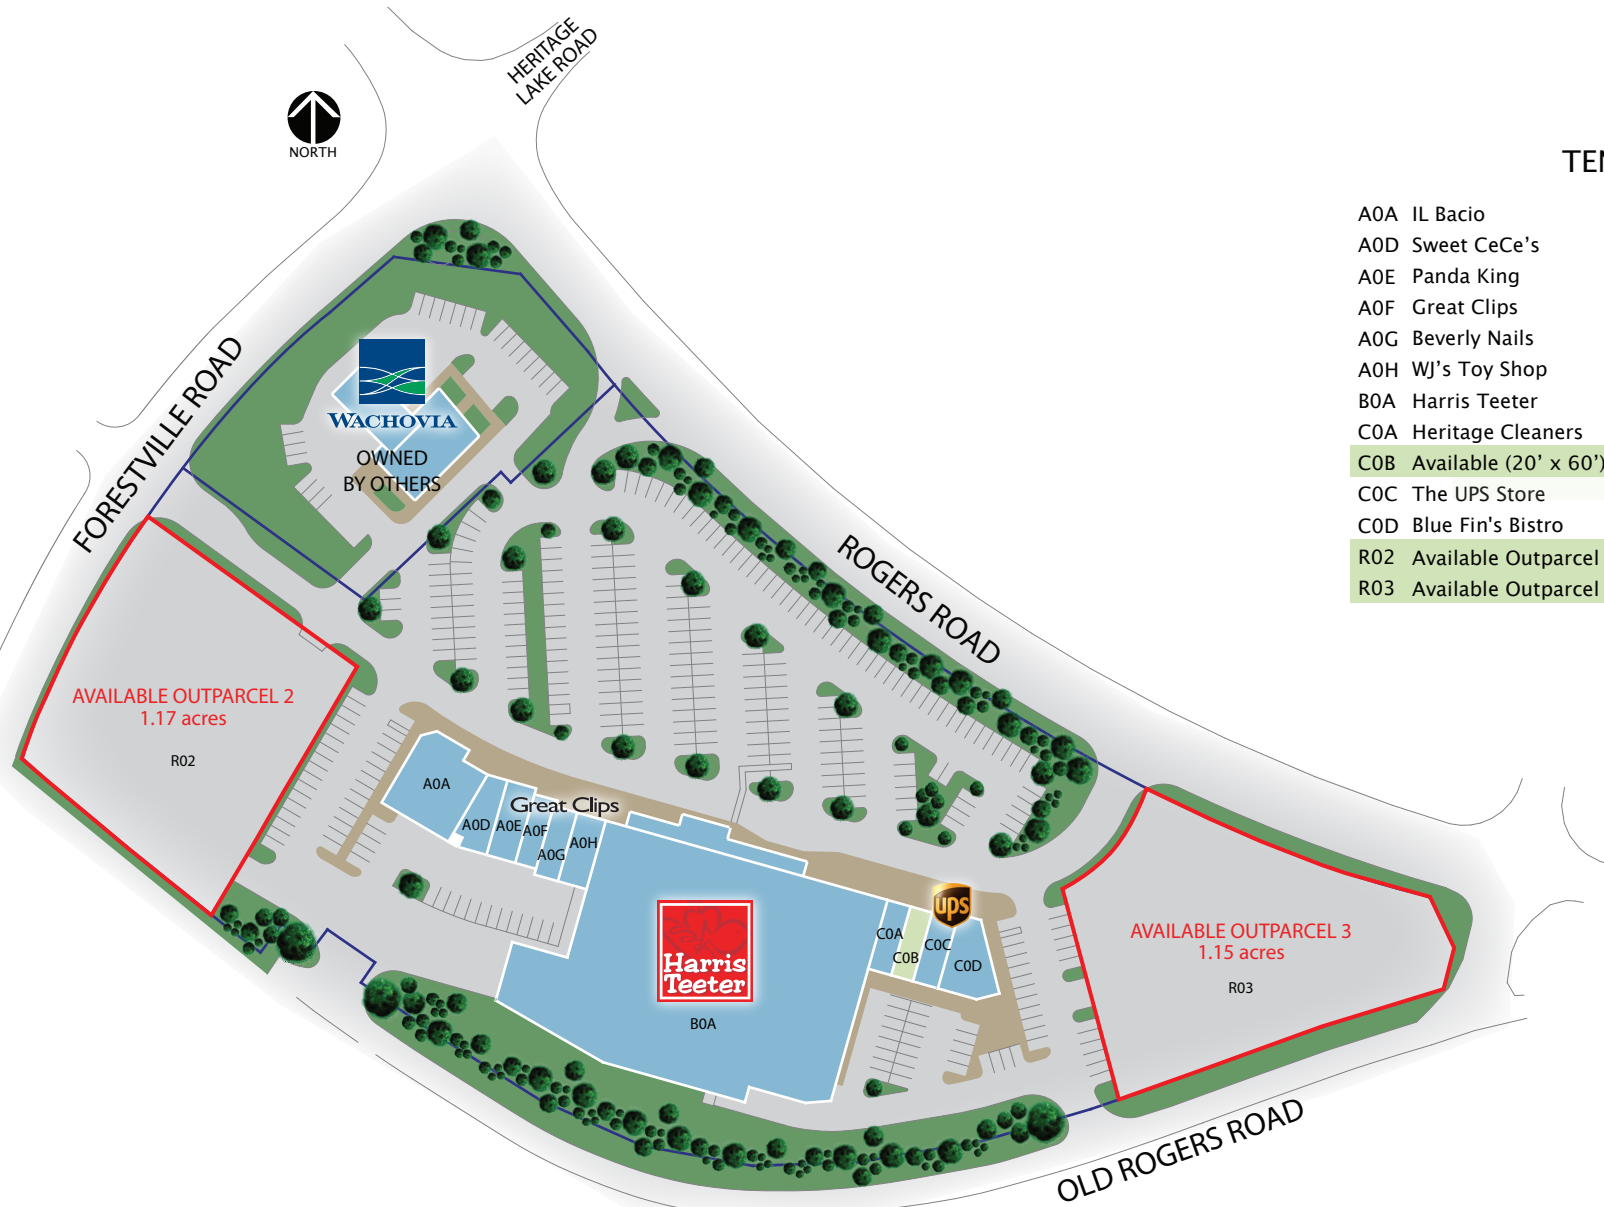 HERITAGE
LAKE ROAD
NORTH
FORESTVILLE ROAD
WACHOVIA
OWNED
BY OTHERS
ROGERS ROAD
AVAILABLE OUTPARCEL 2
1.17 acres
R02
A0A
Great Clips
A0D
A0E
A0F
A0G
A0H
Harris
Teeter
B0A
ups
C0A
C0B
C0C
C0D
AVAILABLE OUTPARCEL 3
1.15 acres
R03
OLD ROGERS ROAD
A0A IL Bacio
A0D Sweet CeCe's
A0E Panda King
A0F Great Clips
A0G Beverly Nails
A0H WJ's Toy Shop
B0A Harris Teeter
C0A Heritage Cleaners
C0B Available (20' x 60')
C0C The UPS Store
C0D Blue Fin's Bistro
R02 Available Outparcel
R03 Available Outparcel